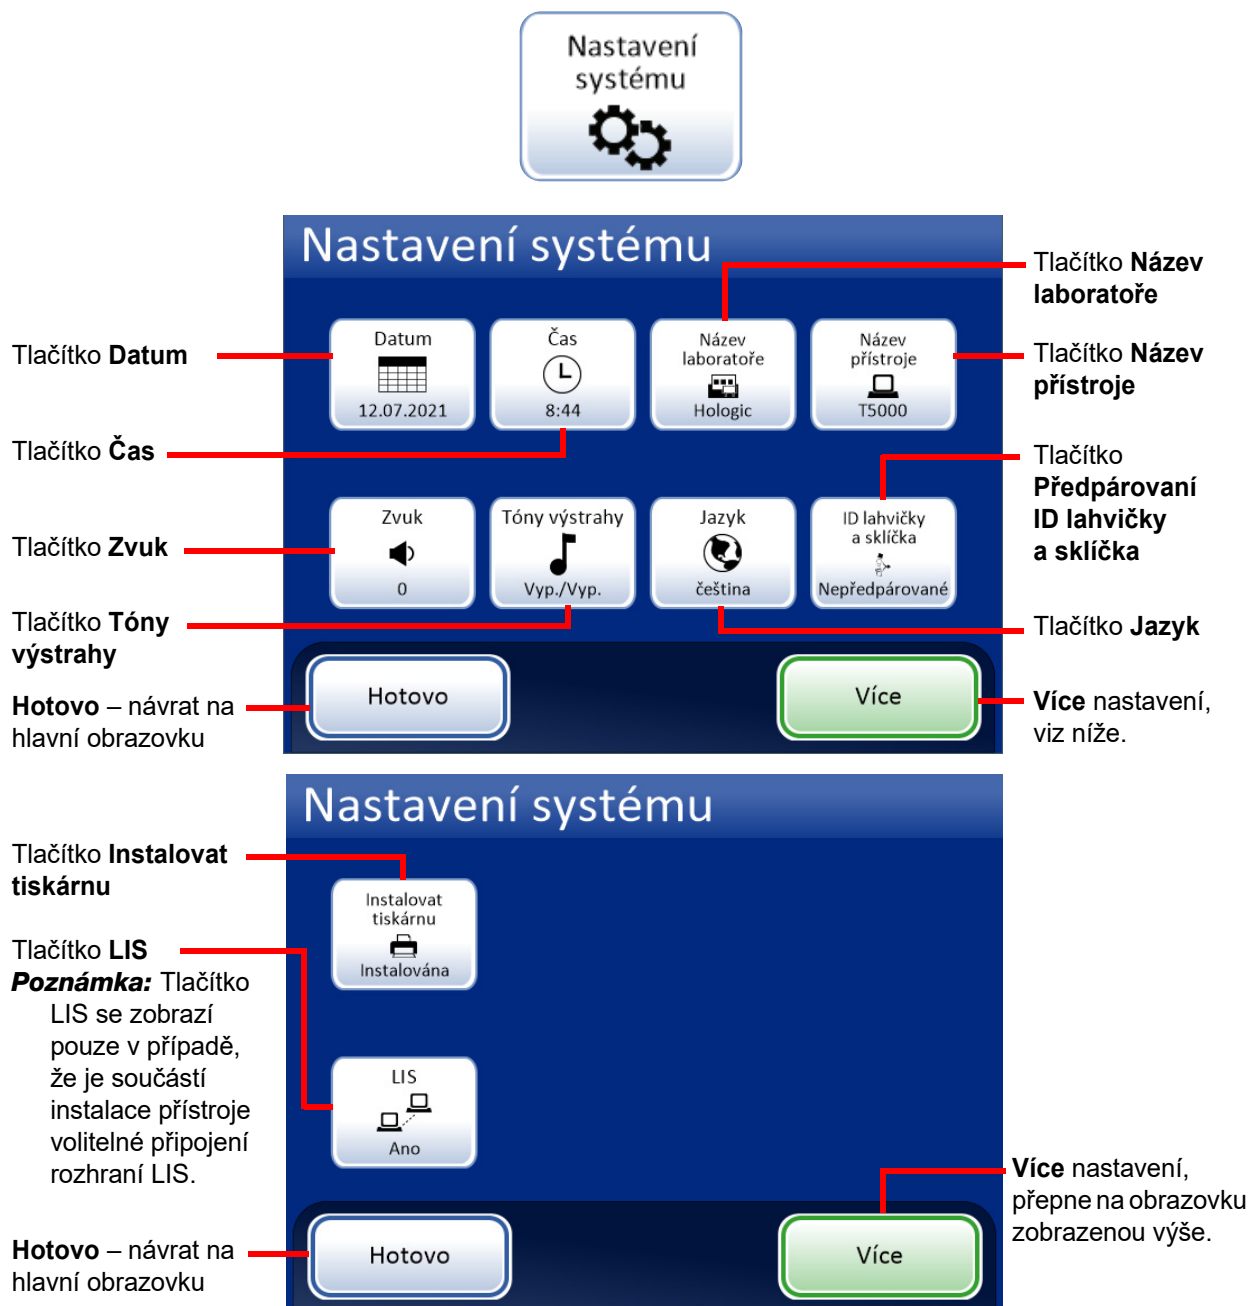 Nastavení
systému
Nastavení systému
Tlačítko Název
laboratoře
Tlačítko Datum
Datum
12.07.2021
Čas
8:44
Název
laboratoře
Hologic
Název
přístroje
T5000
Tlačítko Název
přístroje
Tlačítko Čas
Tlačítko
Předpárovaní
ID lahvičky
a sklíčka
Tlačítko Zvuk
Zvuk
0
Tóny výstrahy
Vyp./Vyp.
Jazyk
čeština
ID lahvičky
a sklíčka
Nepředpárované
Tlačítko Tóny
výstrahy
Tlačítko Jazyk
Hotovo – návrat na
hlavní obrazovku
Hotovo
Více
Více nastavení,
viz níže.
Nastavení systému
Tlačítko Instalovat
tiskárnu
Instalovat
tiskárnu
Instalována
Tlačítko LIS
Poznámka: Tlačítko
LIS se zobrazí
pouze v případě,
že je součástí
instalace přístroje
volitelné připojení
rozhraní LIS.
LIS
Ano
Více nastavení,
přepne na obrazovku
zobrazenou výše.
Hotovo – návrat na
hlavní obrazovku
Hotovo
Více